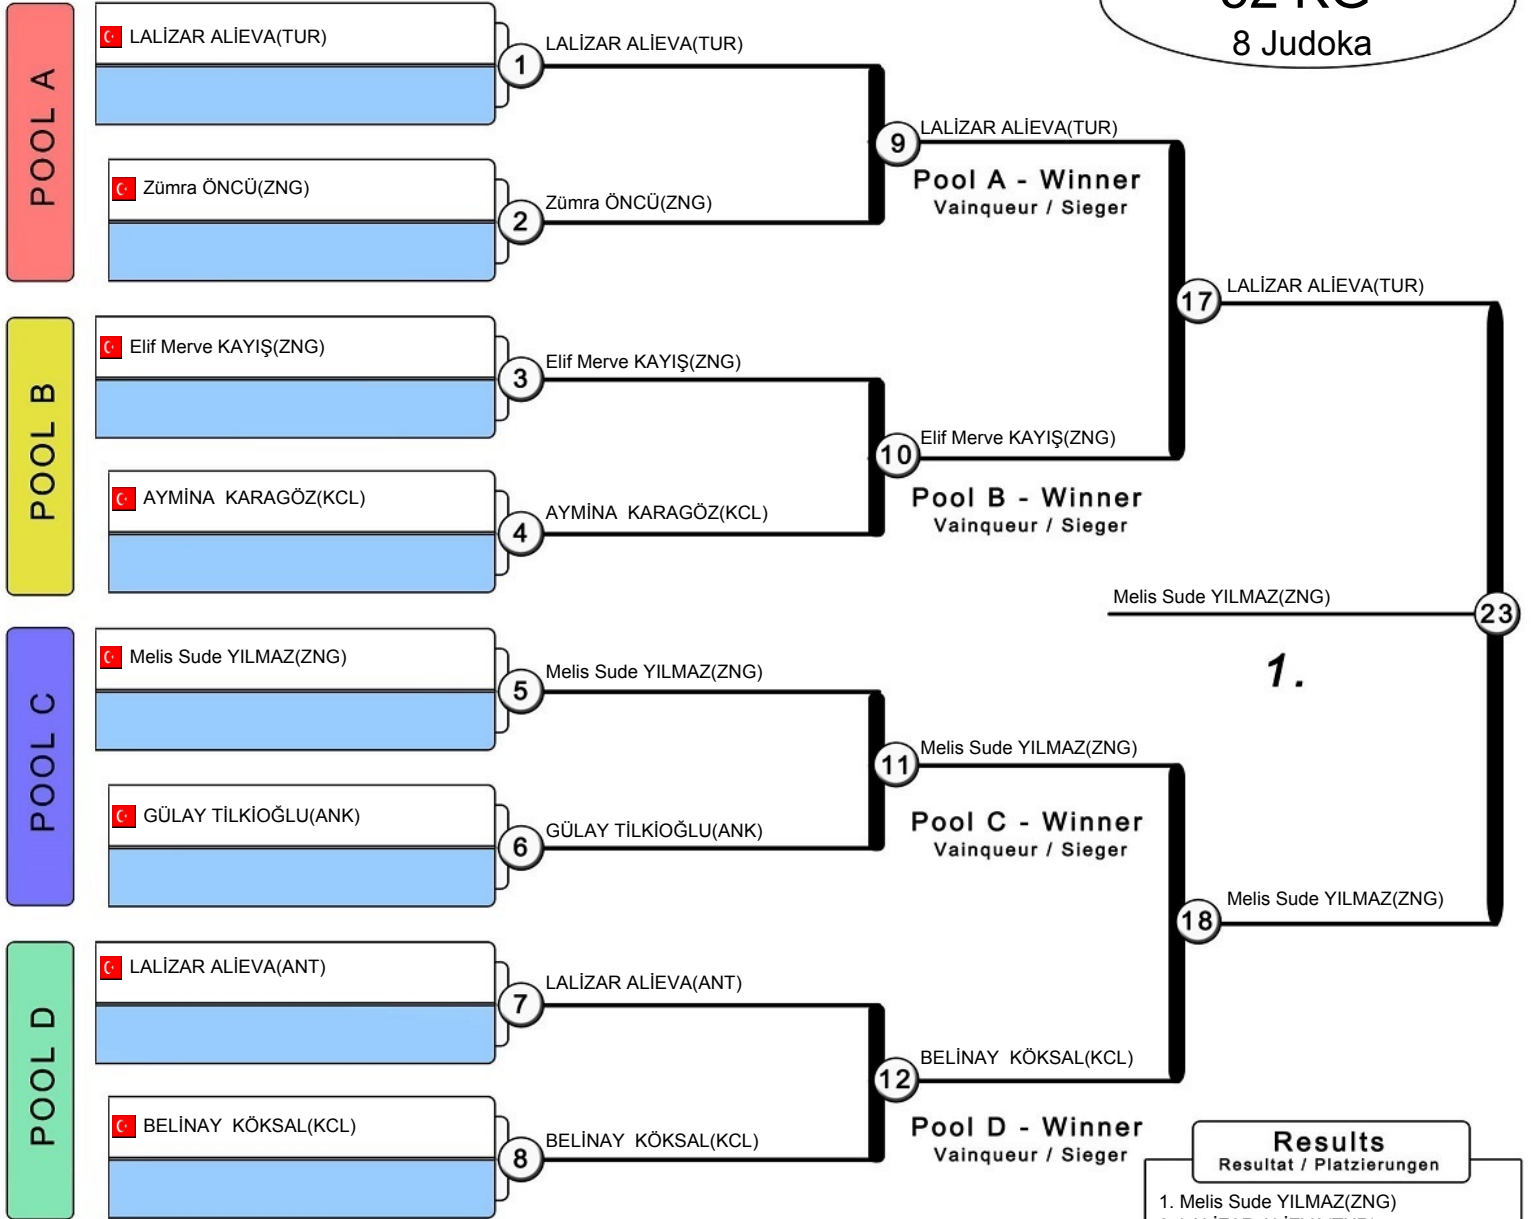 KG
8 Judoka
POOL A
LALİZAR ALİEVA(TUR)
1
LALİZAR ALİEVA(TUR)
Zümra ÖNCÜ(ZNG)
2
Zümra ÖNCÜ(ZNG)
9
LALİZAR ALİEVA(TUR)
Pool A - Winner
Vainqueur / Sieger
POOL B
Elif Merve KAYIŞ(ZNG)
3
Elif Merve KAYIŞ(ZNG)
AYMİNA  KARAGÖZ(KCL)
4
AYMİNA  KARAGÖZ(KCL)
10
Elif Merve KAYIŞ(ZNG)
Pool B - Winner
Vainqueur / Sieger
17
LALİZAR ALİEVA(TUR)
POOL C
Melis Sude YILMAZ(ZNG)
5
Melis Sude YILMAZ(ZNG)
GÜLAY TİLKİOĞLU(ANK)
6
GÜLAY TİLKİOĞLU(ANK)
11
Melis Sude YILMAZ(ZNG)
Pool C - Winner
Vainqueur / Sieger
POOL D
LALİZAR ALİEVA(ANT)
7
LALİZAR ALİEVA(ANT)
BELİNAY  KÖKSAL(KCL)
8
BELİNAY  KÖKSAL(KCL)
12
BELİNAY  KÖKSAL(KCL)
Pool D - Winner
Vainqueur / Sieger
18
Melis Sude YILMAZ(ZNG)
Melis Sude YILMAZ(ZNG)
23
1.
Results
Resultat / Platzierungen
1. Melis Sude YILMAZ(ZNG)